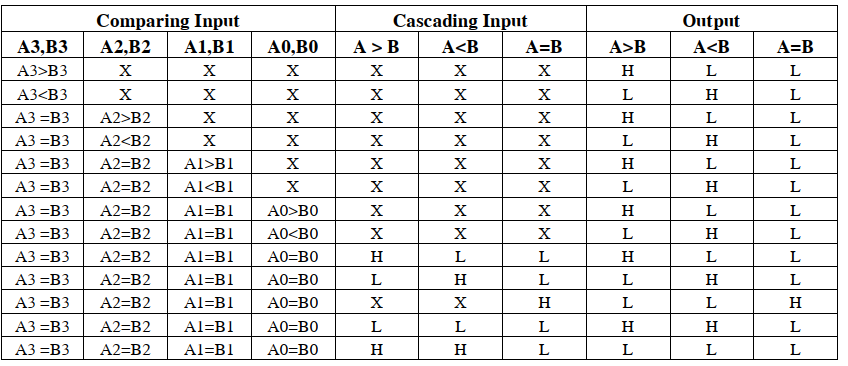 Comparing Input Cascading Input Output
A3,B3 A2,B2 A1,B1 A0,B0 A > B A<B A=B A>B A<B A=B
A3>B3 X X X X X X H L L
A3<B3 X X X X X X L H L
A3 =B3 A2>B2 X X X X X H L L
A3 =B3 A2<B2 X X X X X L H L
A3 =B3 A2=B2 A1>B1 X X X X H L L
A3 =B3 A2=B2 A1<B1 X X X X L H L
A3 =B3 A2=B2 A1=B1 A0>B0 X X X H L L
A3 =B3 A2=B2 A1=B1 A0<B0 X X X L H L
A3 =B3 A2=B2 A1=B1 A0=B0 H L L H L L
A3 =B3 A2=B2 A1=B1 A0=B0 L H L L H L
A3 =B3 A2=B2 A1=B1 A0=B0 X X H L L H
A3 =B3 A2=B2 A1=B1 A0=B0 L L L H H L
A3 =B3 A2=B2 A1=B1 A0=B0 H H L L L L